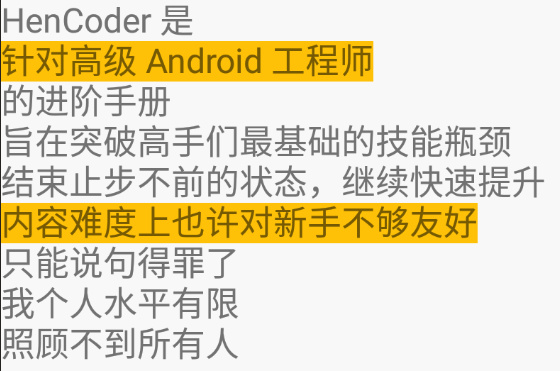 HenCoder 是
针对高级 Android 工程师
的进阶手册
旨在突破高手们最基础的技能瓶颈
结束止步不前的状态，继续快速提升
内容难度上也许对新手不够友好
只能说句得罪了
我个人水平有限
照顾不到所有人